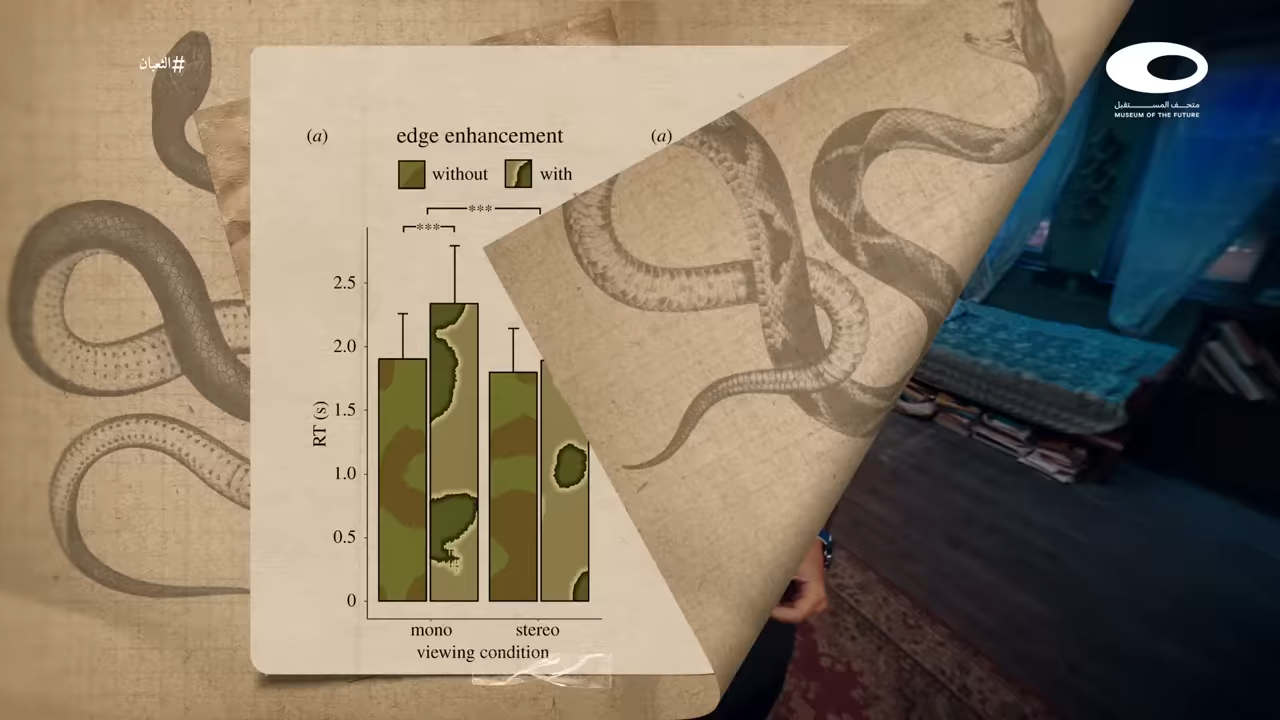 #الثعبان
متحف المستقبل
MUSEUM OF THE FUTURE
(a)
edge enhancement
(a)
without
with
***
***
2.5
2.0
1.5
1.0
0.5
0
RT (s)
mono
stereo
viewing condition